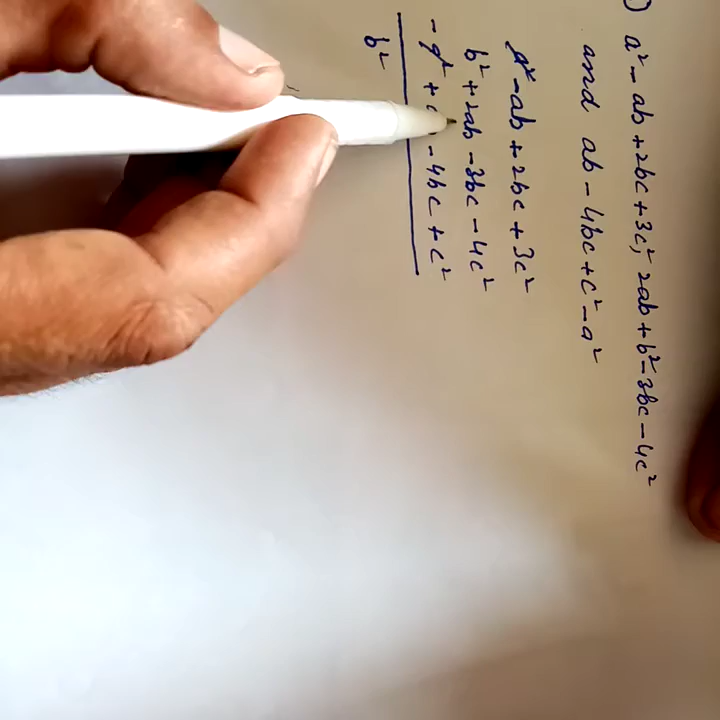 ) a² - ab + 2bc + 3c², 2ab + b² - 3bc - 4c²
and ab - 4bc + c² - a²
a² - ab + 2bc + 3c²
b² + 2ab - 3bc - 4c²
- a² + - 4bc + c²
b²